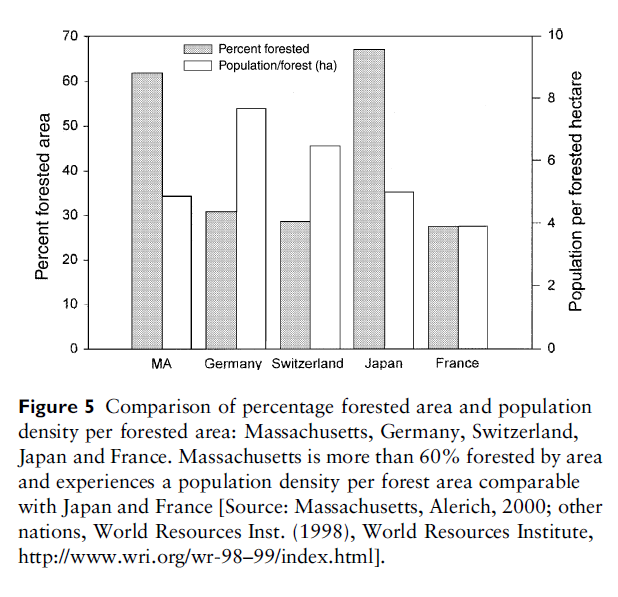 70
60
50
40
30
20
10
0
Percent forested area
Percent forested
Population/forest (ha)
10
8
6
4
2
0
Population per forested hectare
MA Germany Switzerland Japan France
Figure 5 Comparison of percentage forested area and population
density per forested area: Massachusetts, Germany, Switzerland,
Japan and France. Massachusetts is more than 60% forested by area
and experiences a population density per forest area comparable
with Japan and France [Source: Massachusetts, Alerich, 2000; other
nations, World Resources Inst. (1998), World Resources Institute,
http://www.wri.org/wr-98–99/index.html].